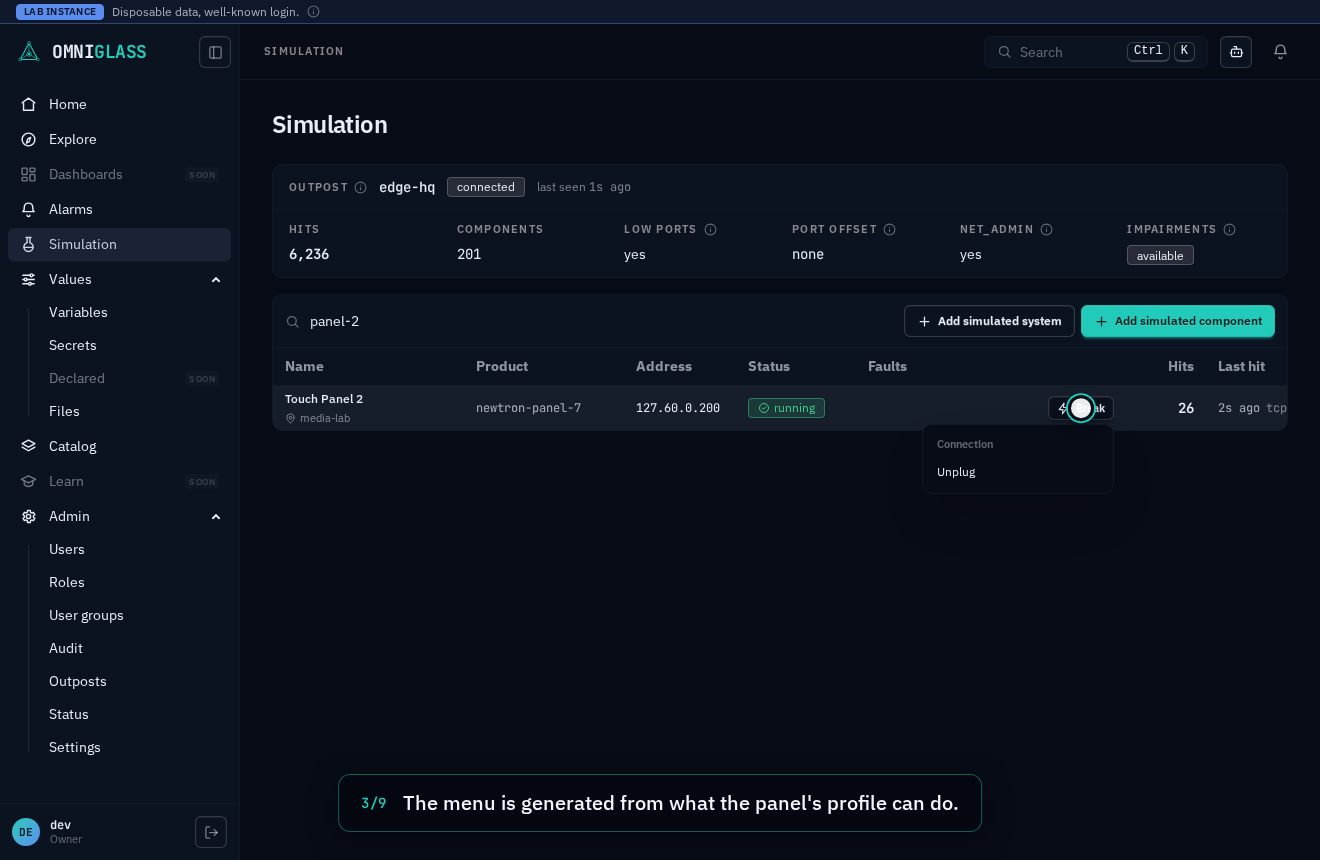 LAB INSTANCE Disposable data, well-known login.
OMNIGLASS
SIMULATION
Search Ctrl K
Home
Explore
Dashboards SOON
Alarms
Simulation
Values
Variables
Secrets
Declared SOON
Files
Catalog
Learn SOON
Admin
Users
Roles
User groups
Audit
Outposts
Status
Settings
DE dev
Owner
Simulation
OUTPOST edge-hq connected last seen 1s ago
HITS COMPONENTS LOW PORTS PORT OFFSET NET_ADMIN IMPAIRMENTS
6,236 201 yes none yes available
panel-2 Add simulated system Add simulated component
Name Product Address Status Faults Hits Last hit
Touch Panel 2 newtron-panel-7 127.60.0.200 running 26 2s ago tcp
media-lab
Connection
Unplug
3/9 The menu is generated from what the panel's profile can do.